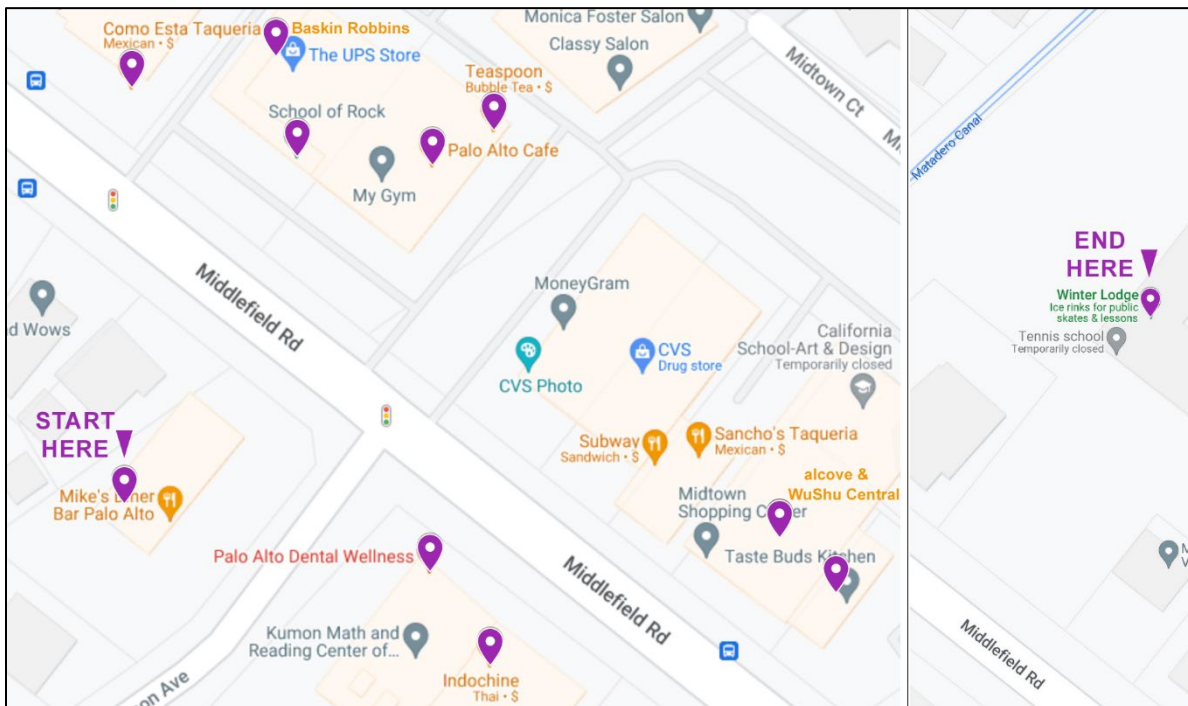 Como Esta Taqueria
Mexican • $
Baskin Robbins
The UPS Store
Monica Foster Salon
Classy Salon
Teaspoon
Bubble Tea • $
Midtown Ct
School of Rock
Palo Alto Cafe
My Gym
Middlefield Rd
MoneyGram
CVS Photo
CVS
Drug store
California
School-Art & Design
Temporarily closed
d Wows
START
HERE
Mike's
Bar Palo Alto
Subway
Sandwich • $
Sancho's Taqueria
Mexican • $
alcove &
WuShu Central
Midtown
Shopping
Taste Buds Kitchen
Palo Alto Dental Wellness
Middlefield Rd
Kumon Math and
Reading Center of...
Indochine
Thai • $
on Ave
Matadero Canal
END
HERE
Winter Lodge
Ice rinks for public
skates & lessons
Tennis school
Temporarily closed
Middlefield Rd